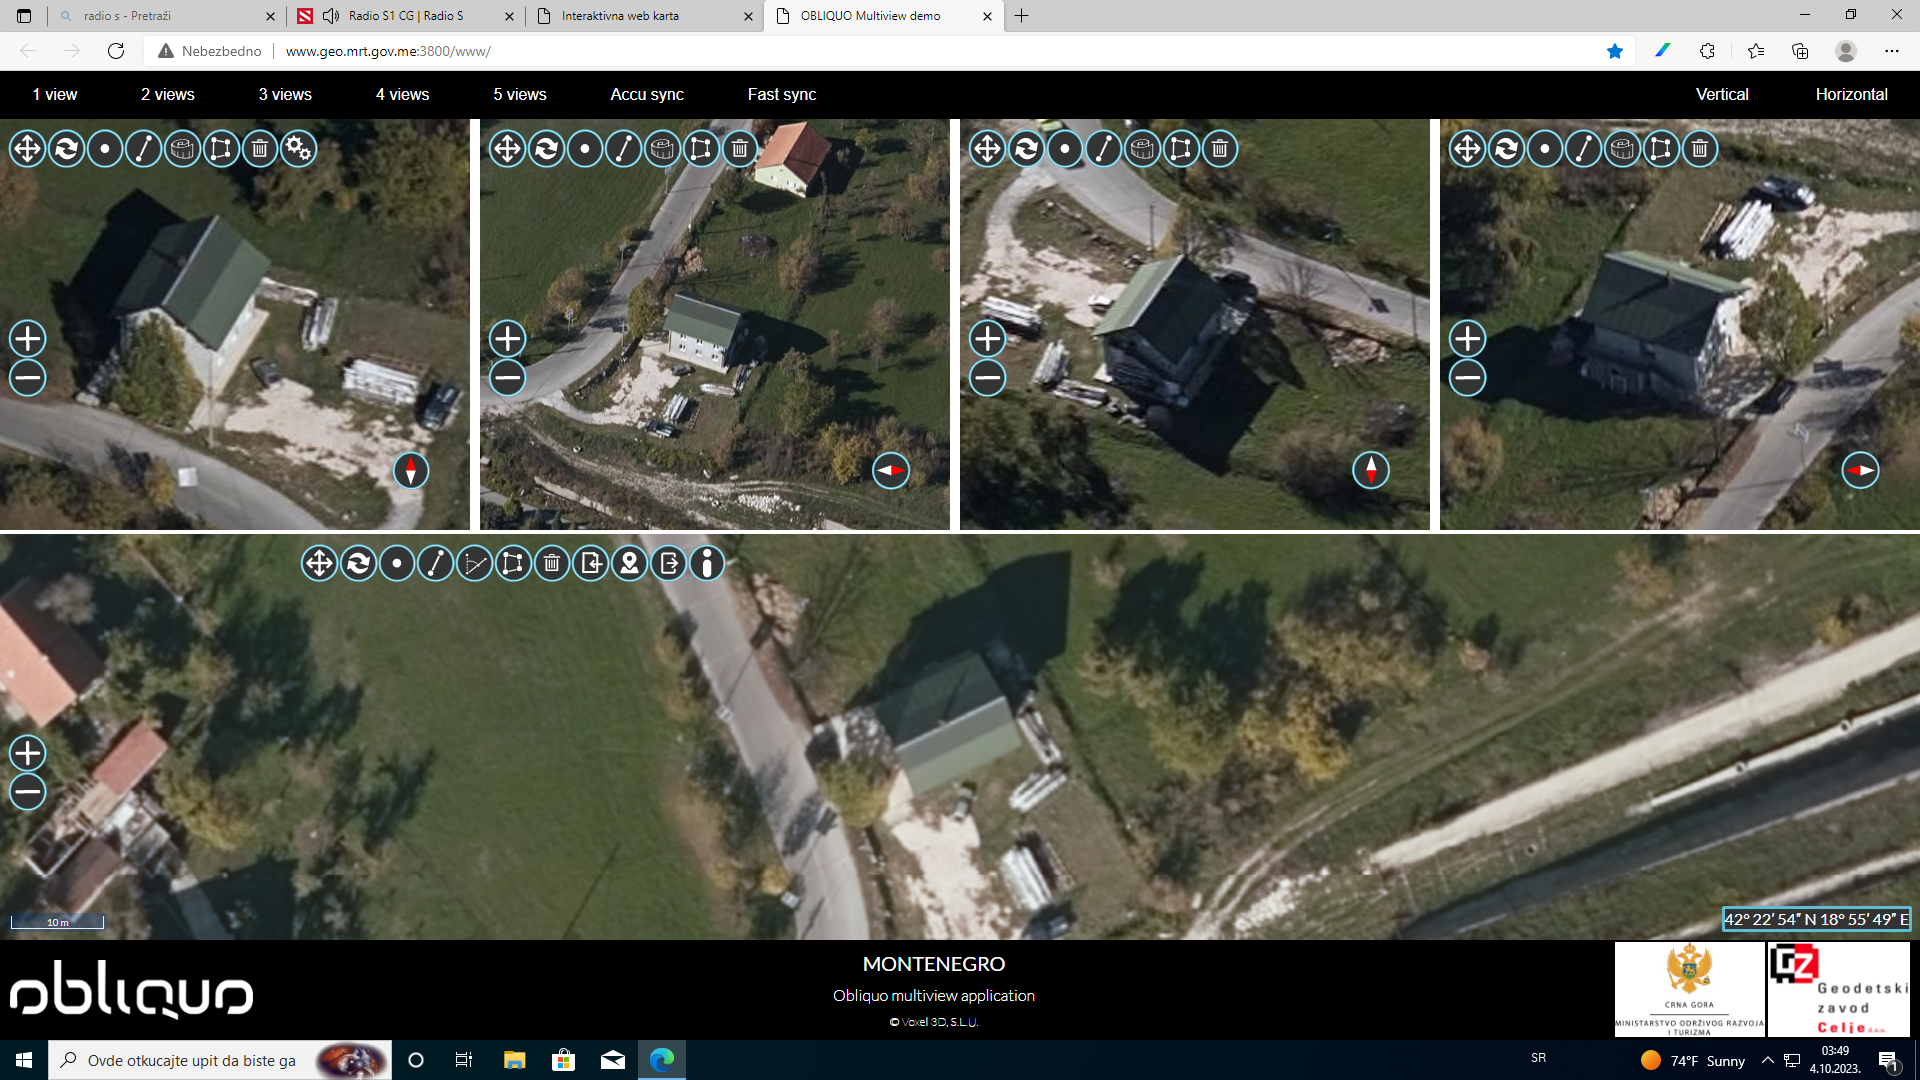 radio s - Pretraži
Radio S1 CG | Radio S
Interaktivna web karta
OBLIQUO Multiview demo
Nebezbedno
www.geo.mrt.gov.me:3800/www/
1 view
2 views
3 views
4 views
5 views
Accu sync
Fast sync
Vertical
Horizontal
10 m
42° 22′ 54″ N 18° 55′ 49″ E
obliquo
MONTENEGRO
Obliquo multiview application
© Voxel 3D, S.L.U.
CRNA GORA
MINISTARSTVO ODRŽIVOG RAZVOJA
I TURIZMA
GZ
Geodetski
zavod
Celje d.o.o.
Ovde otkucajte upit da biste ga
SR
74°F Sunny
03:49
4.10.2023.
1